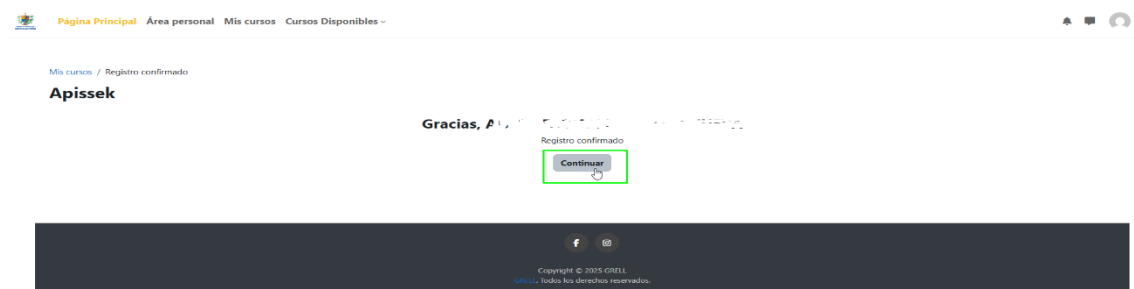 Página Principal Área personal Mis cursos Cursos Disponibles
Mis cursos / Registro confirmado
Apissek
Gracias, A
Registro confirmado
Continuar
Copyright © 2025 GRELL
GRELL. Todos los derechos reservados.